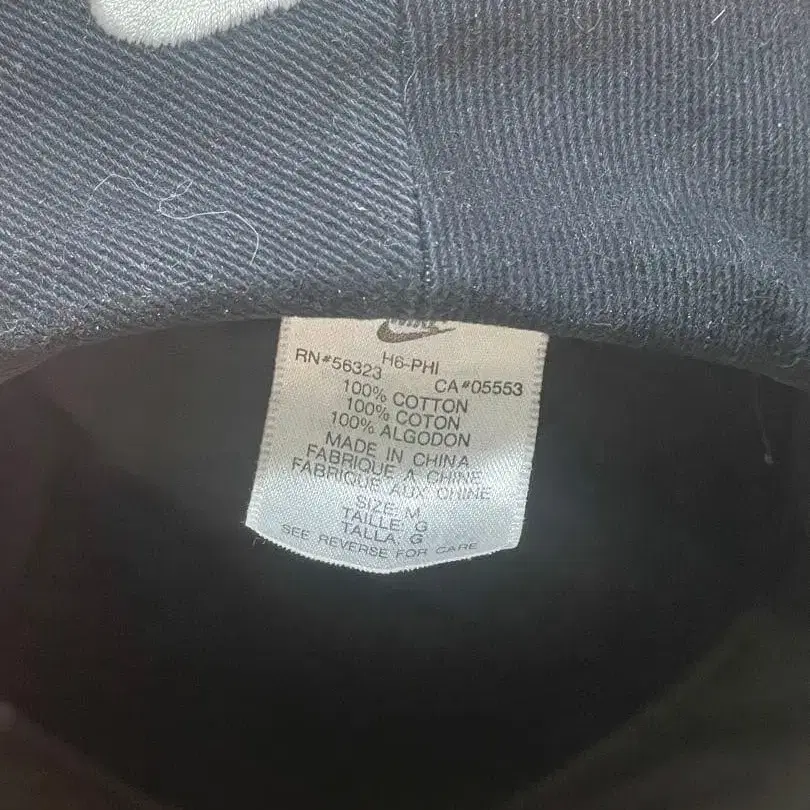 NIKE
H6-PHI
RN#56323 CA#05553
100% COTTON
100% COTON
100% ALGODON
MADE IN CHINA
FABRIQUE A CHINE
FABRIQUE AUX CHINE
SIZE: M
TAILLE: G
TALLA: G
SEE REVERSE FOR CARE